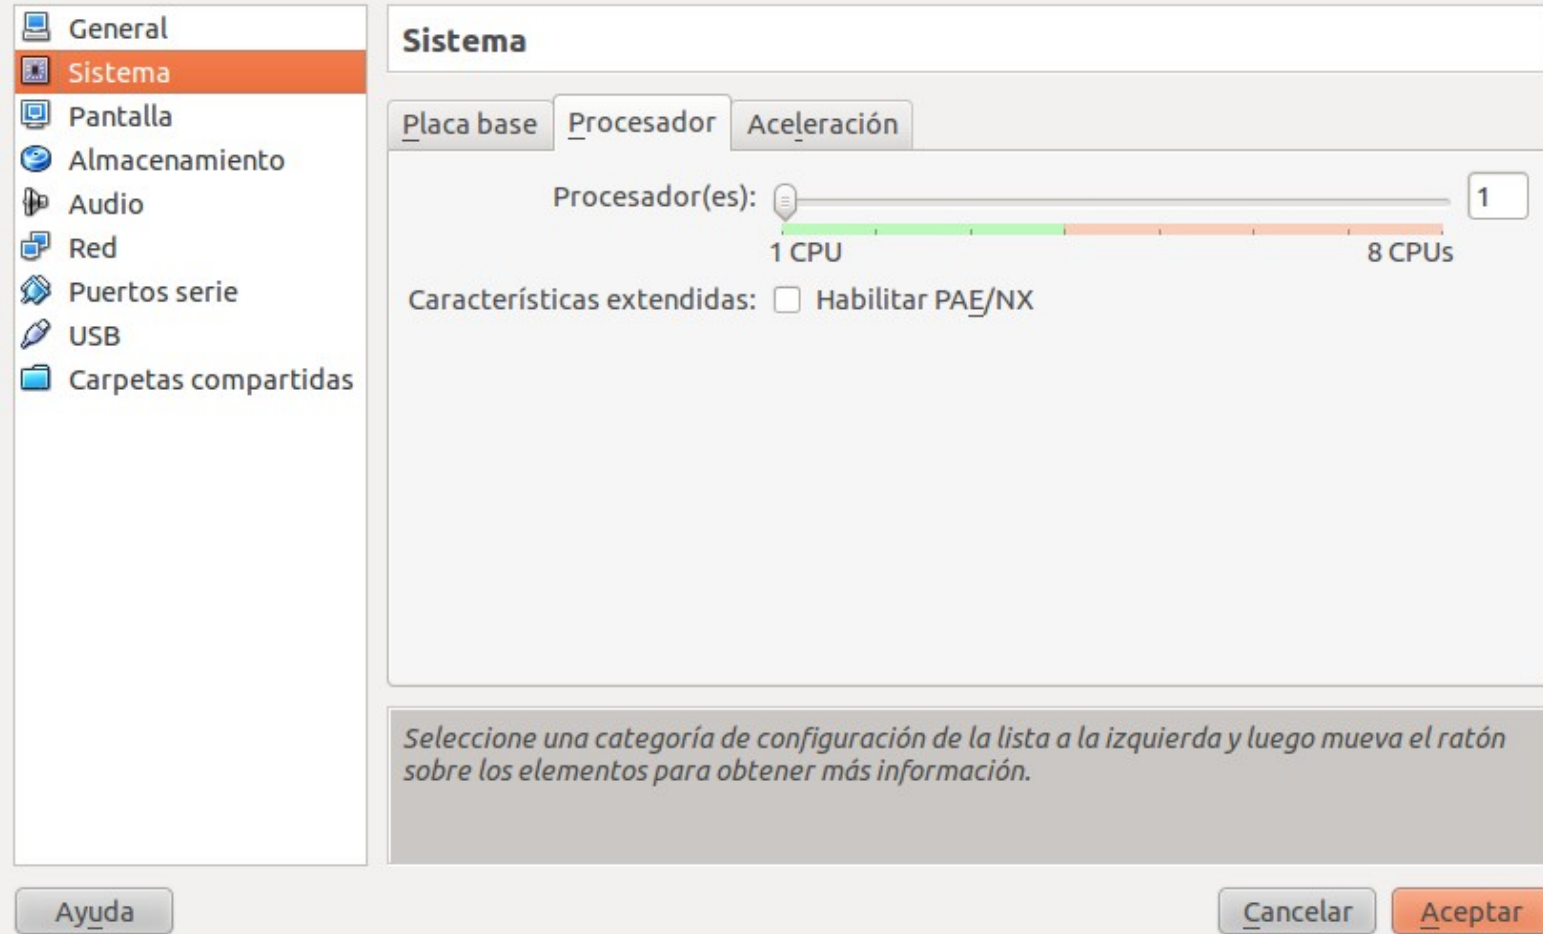 General
Sistema
Pantalla
Almacenamiento
Audio
Red
Puertos serie
USB
Carpetas compartidas
Sistema
Placa base Procesador Aceleración
Procesador(es): 1
1 CPU 8 CPUs
Características extendidas: Habilitar PAE/NX
Seleccione una categoría de configuración de la lista a la izquierda y luego mueva el ratón
sobre los elementos para obtener más información.
Ayuda Cancelar Aceptar